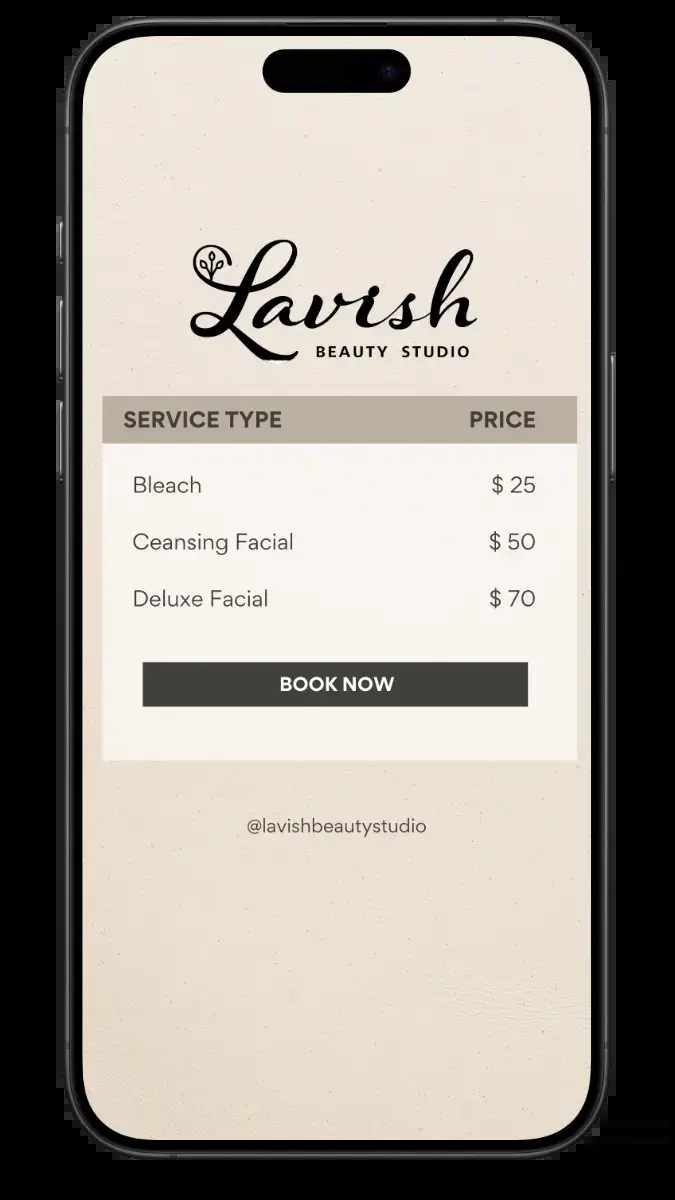 Lavish
BEAUTY STUDIO
SERVICE TYPE PRICE
Bleach $ 25
Ceansing Facial $ 50
Deluxe Facial $ 70
BOOK NOW
@lavishbeautystudio